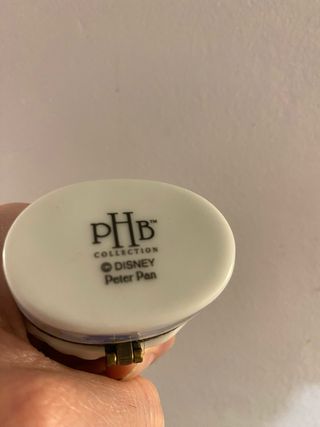 PHB™
COLLECTION
© DISNEY
Peter Pan